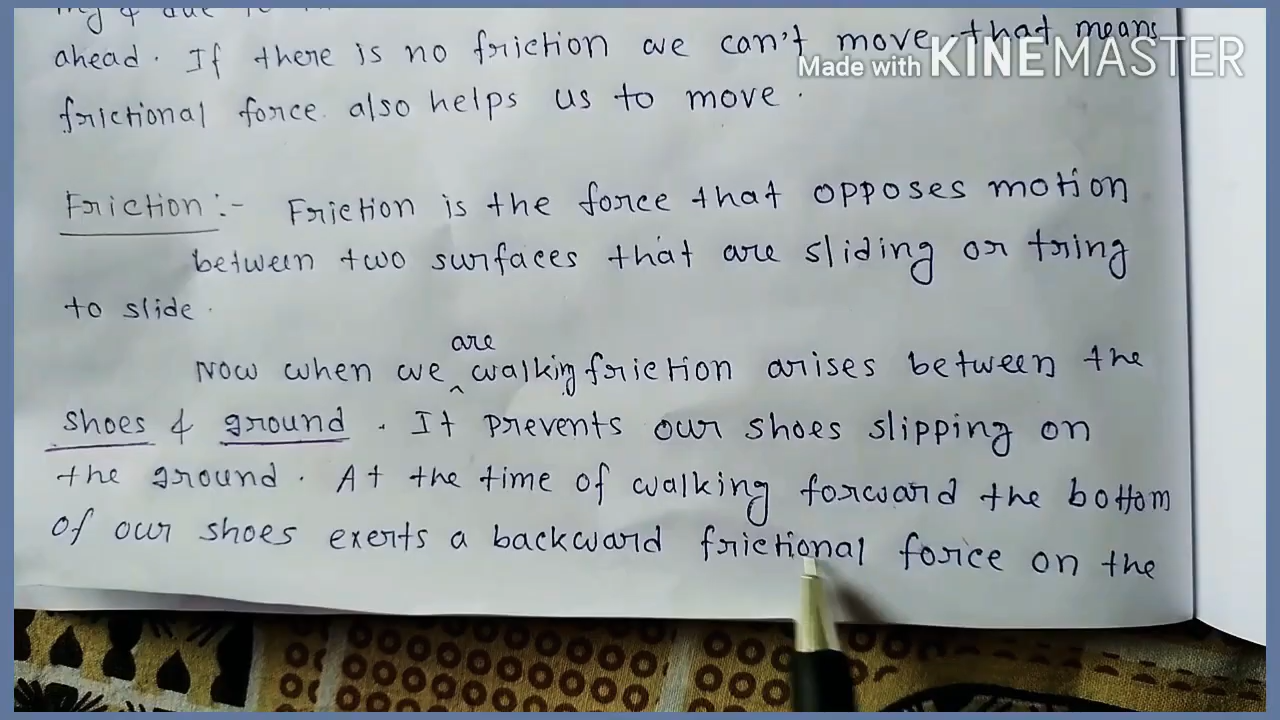 ahead. If there is no friction we can't move. that means
Made with KINEMASTER
frictional force. also helps us to move.
Friction :- Friction is the force that opposes motion
between two surfaces that are sliding or tring
to slide.
are
Now when we ^ walking friction arises between the
shoes & ground. It prevents our shoes slipping on
the ground. At the time of walking forward the bottom
of our shoes exerts a backward frictional force on the